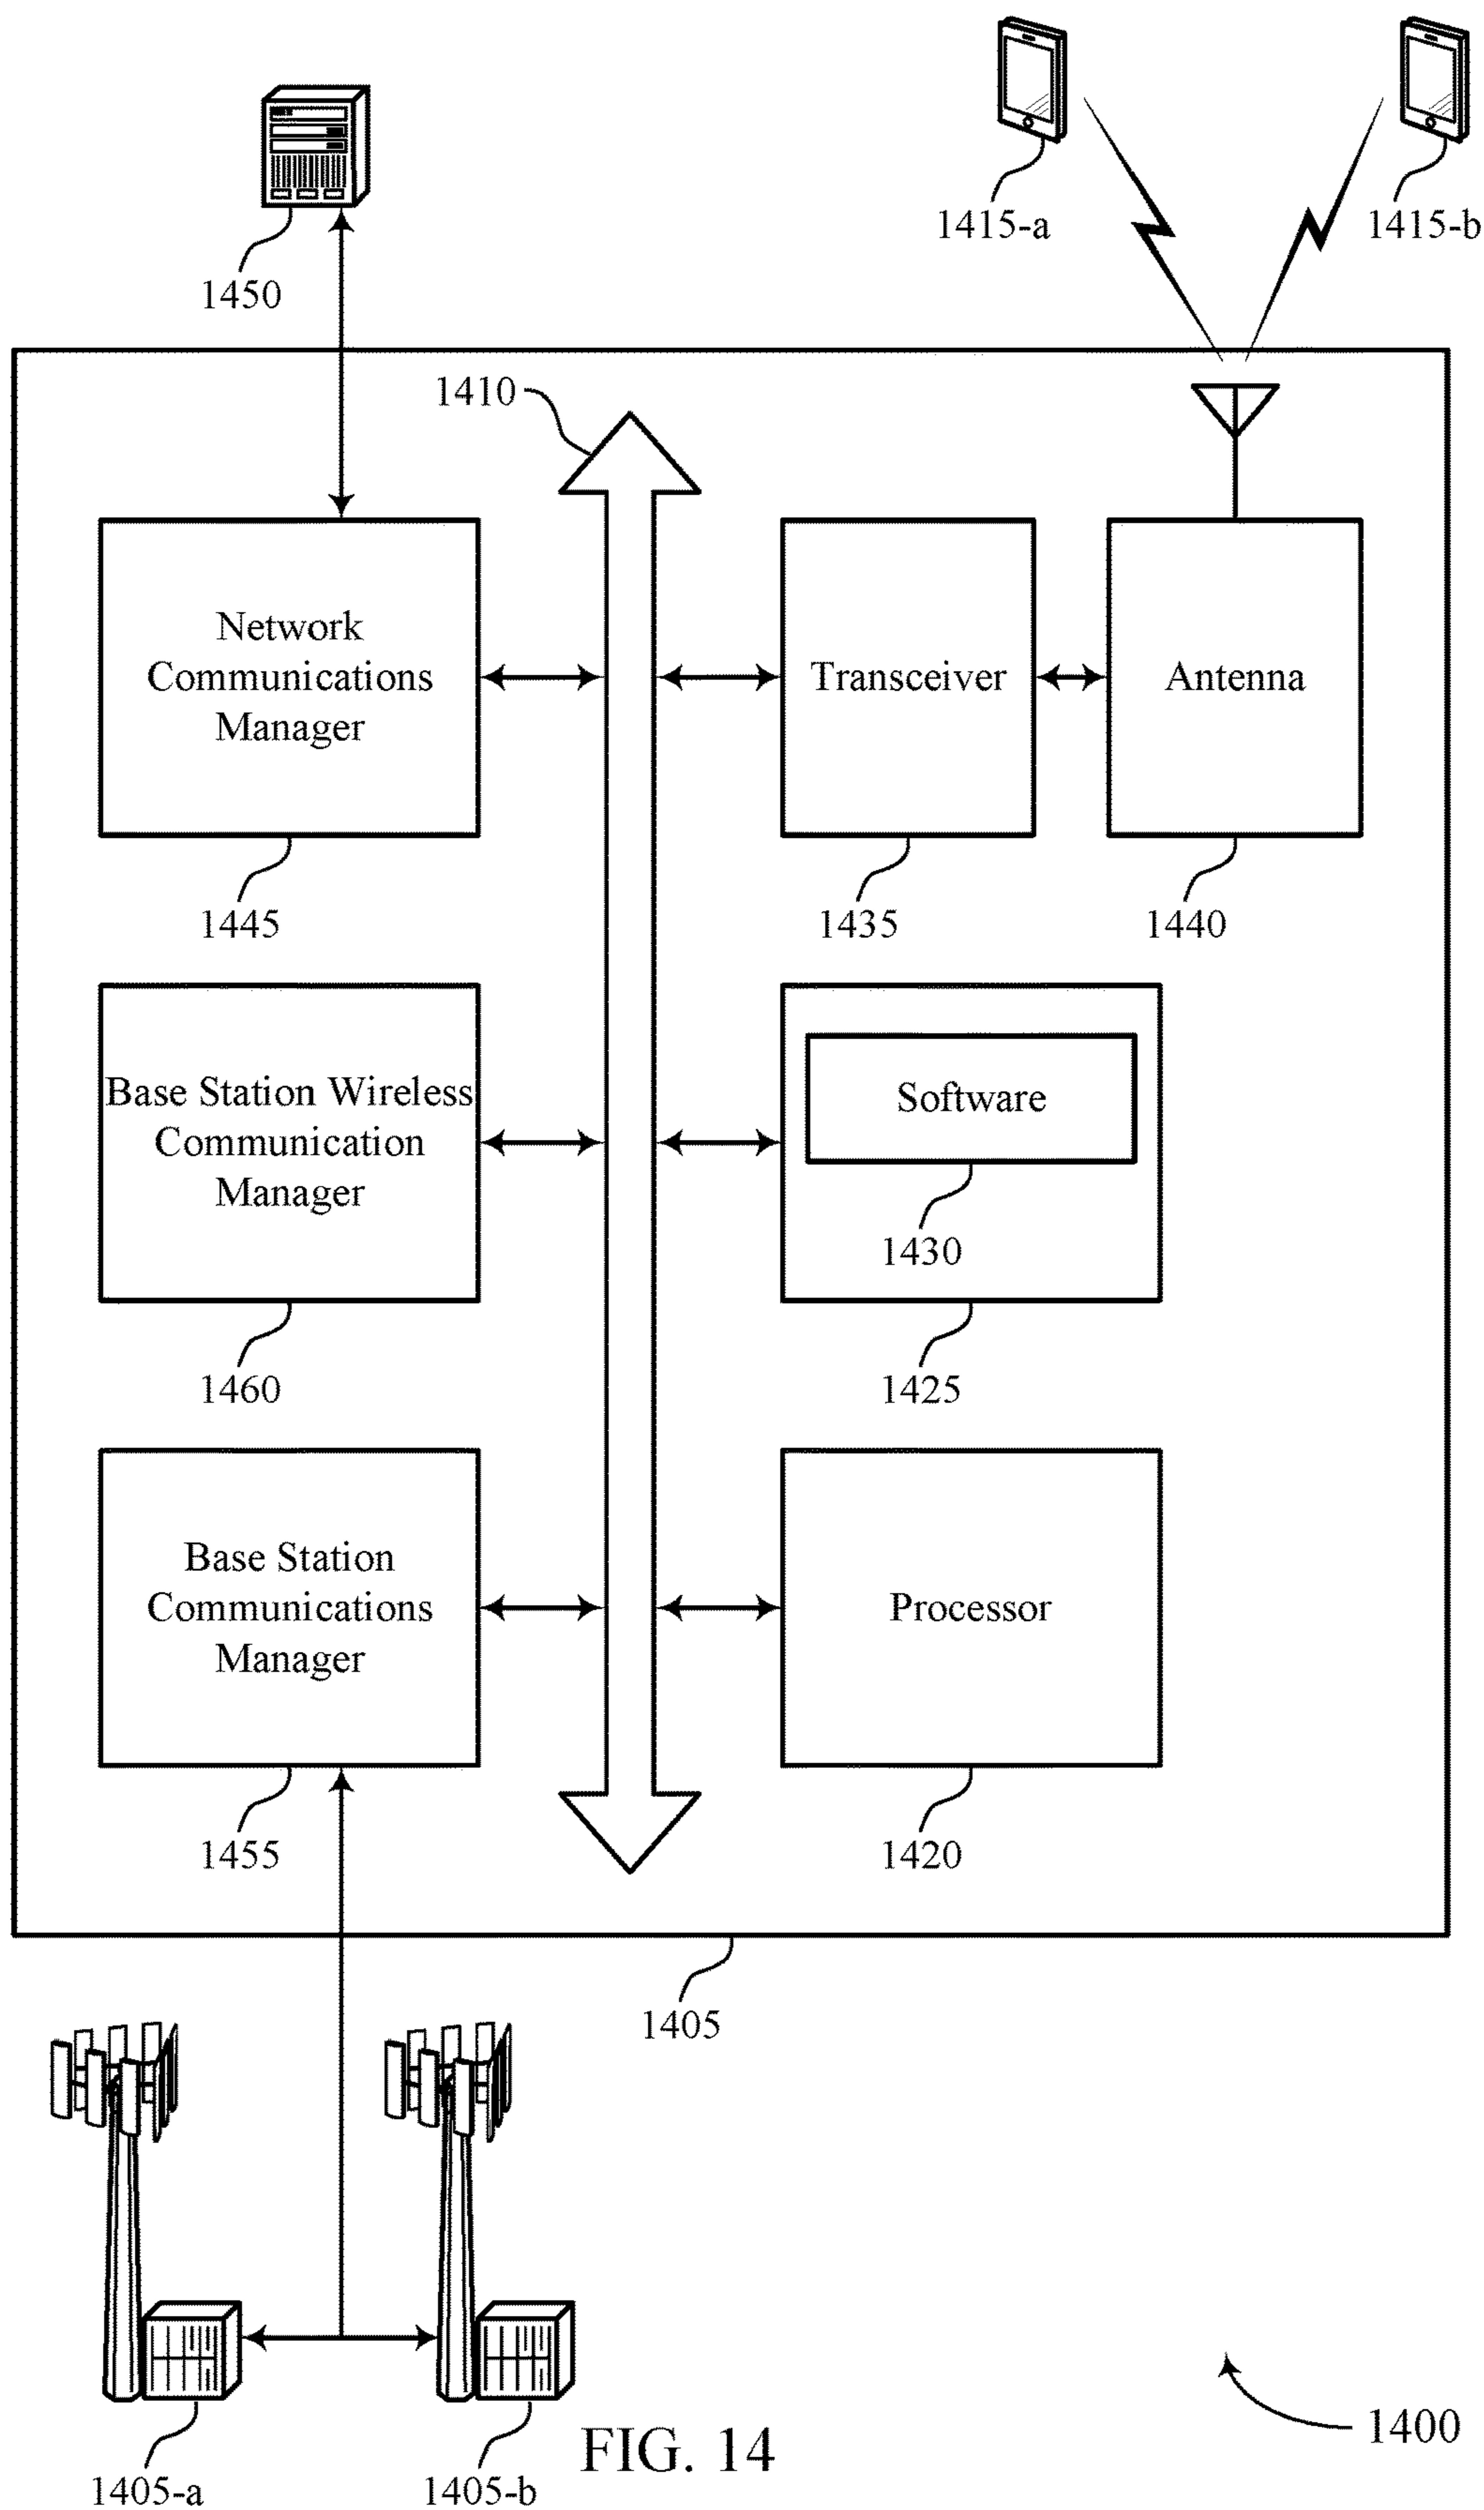 1415-a
1415-b
1450
1410
Network
Communications
Manager
Transceiver
Antenna
1445
1435
1440
Base Station Wireless
Communication
Manager
Software
1430
1460
1425
Base Station
Communications
Manager
Processor
1455
1420
1405
1405-a
1405-b
FIG. 14
1400